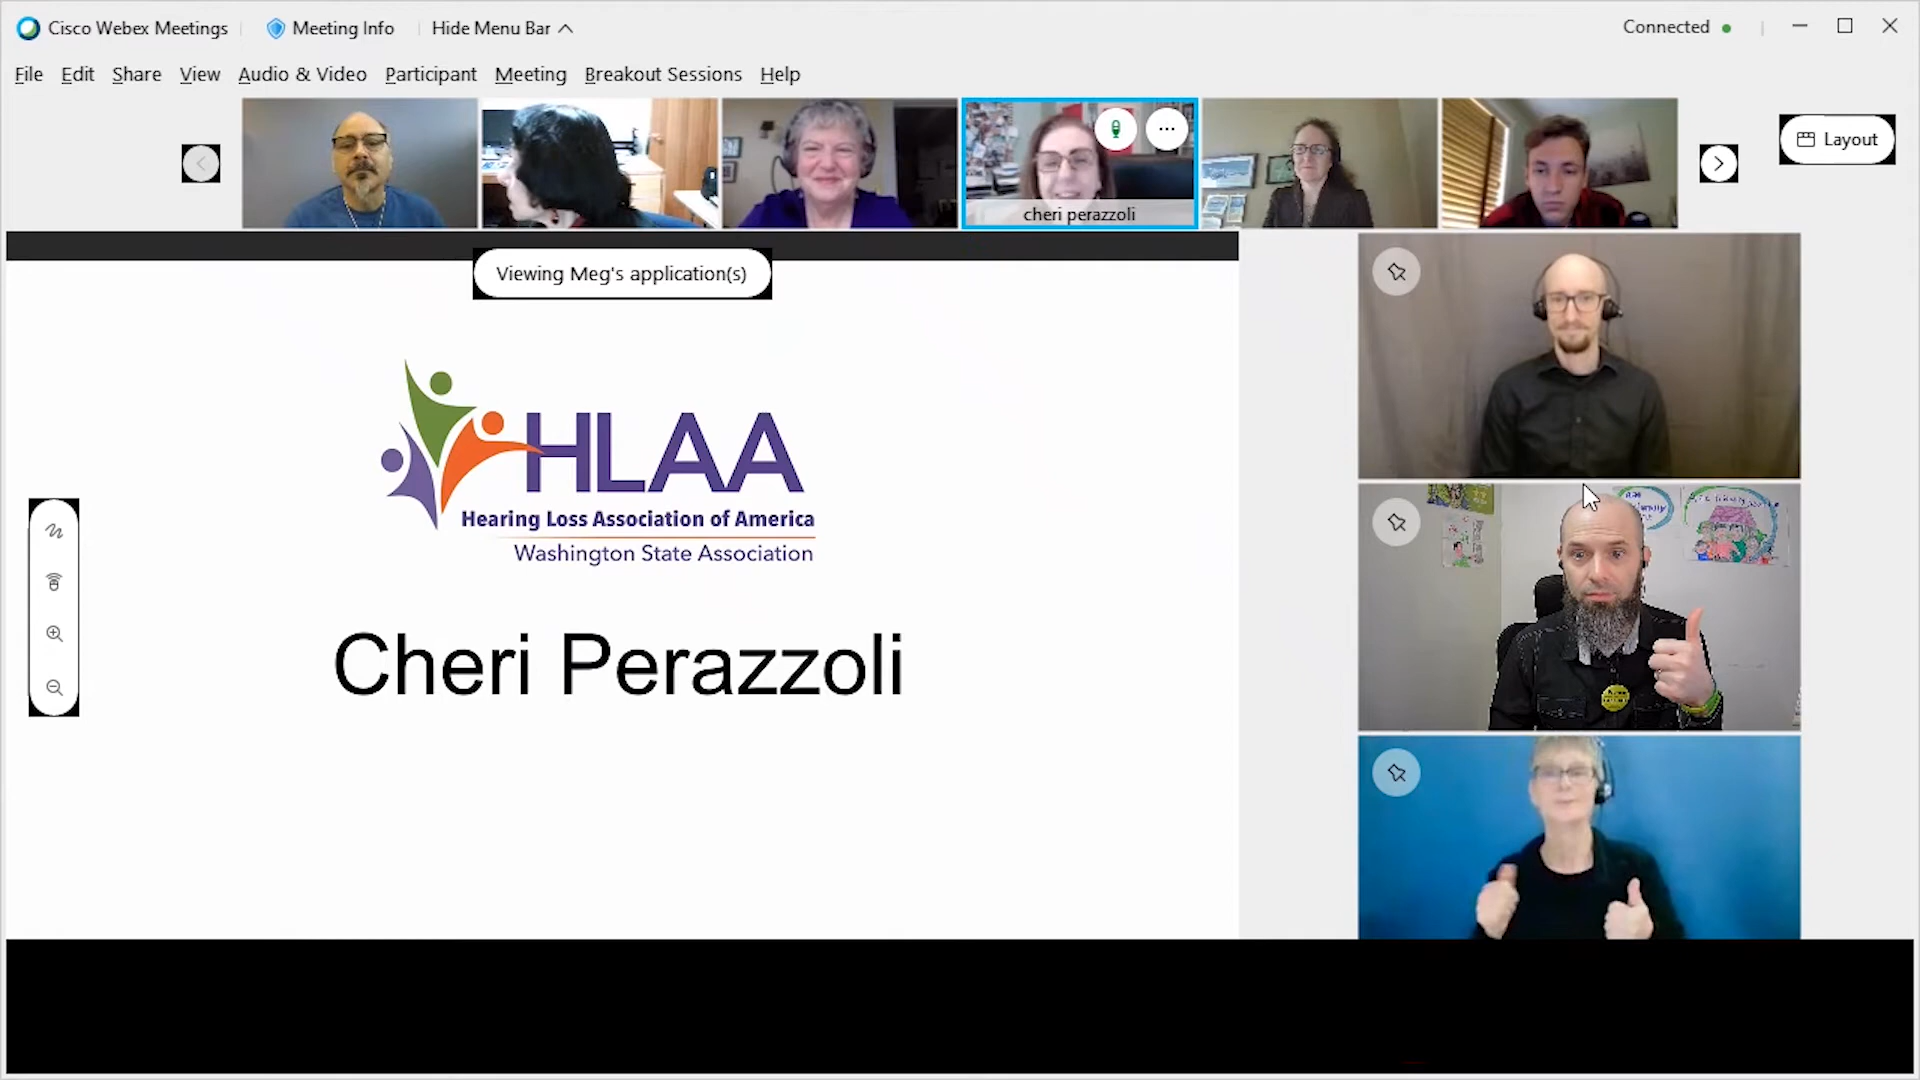 Cisco Webex Meetings
Meeting Info
Hide Menu Bar
Connected
File Edit Share View Audio & Video Participant Meeting Breakout Sessions Help
cheri perazzoli
Layout
Viewing Meg's application(s)
HLAA
Hearing Loss Association of America
Washington State Association
Cheri Perazzoli